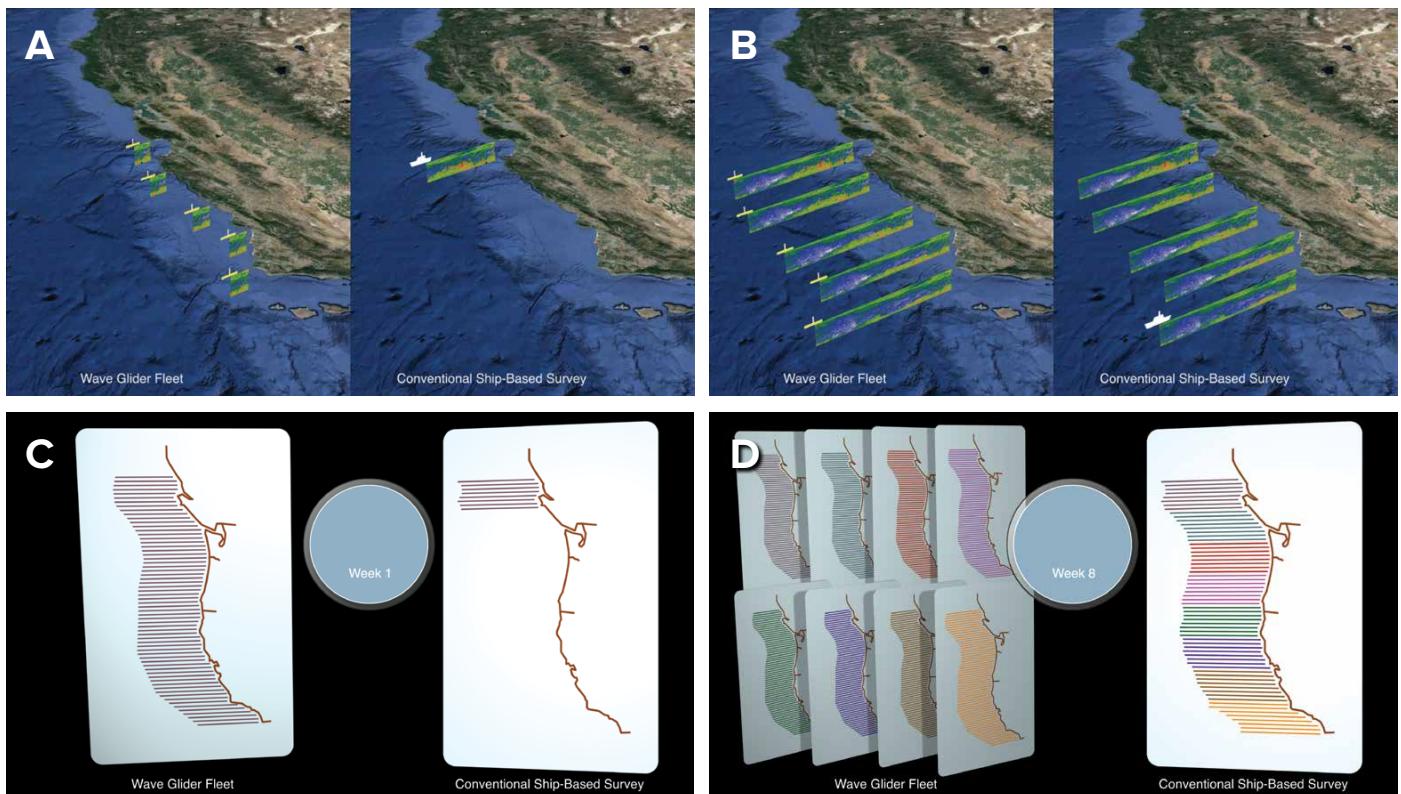 A
B
Wave Glider Fleet
Conventional Ship-Based Survey
Wave Glider Fleet
Conventional Ship-Based Survey
C
D
Week 1
Week 8
Wave Glider Fleet
Conventional Ship-Based Survey
Wave Glider Fleet
Conventional Ship-Based Survey